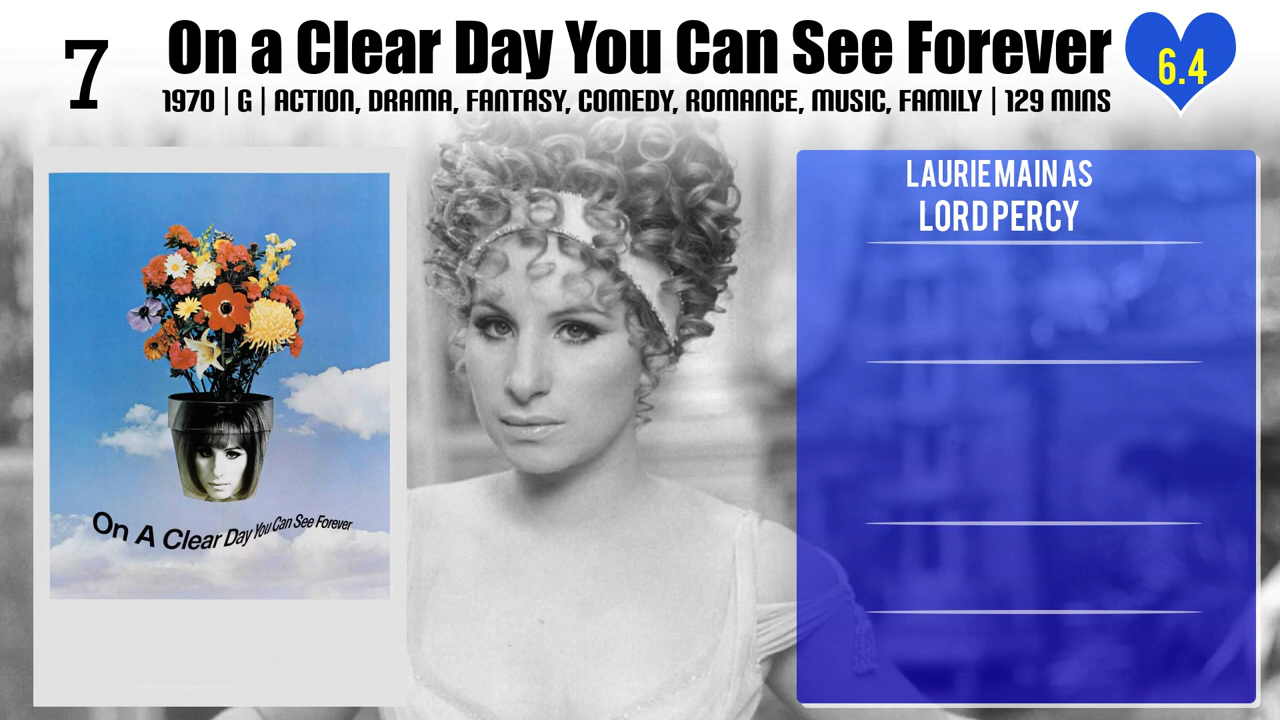 7
On a Clear Day You Can See Forever
6.4
1970 | G | ACTION, DRAMA, FANTASY, COMEDY, ROMANCE, MUSIC, FAMILY | 129 MINS
LAURIE MAIN AS
LORD PERCY
On A Clear Day You Can See Forever